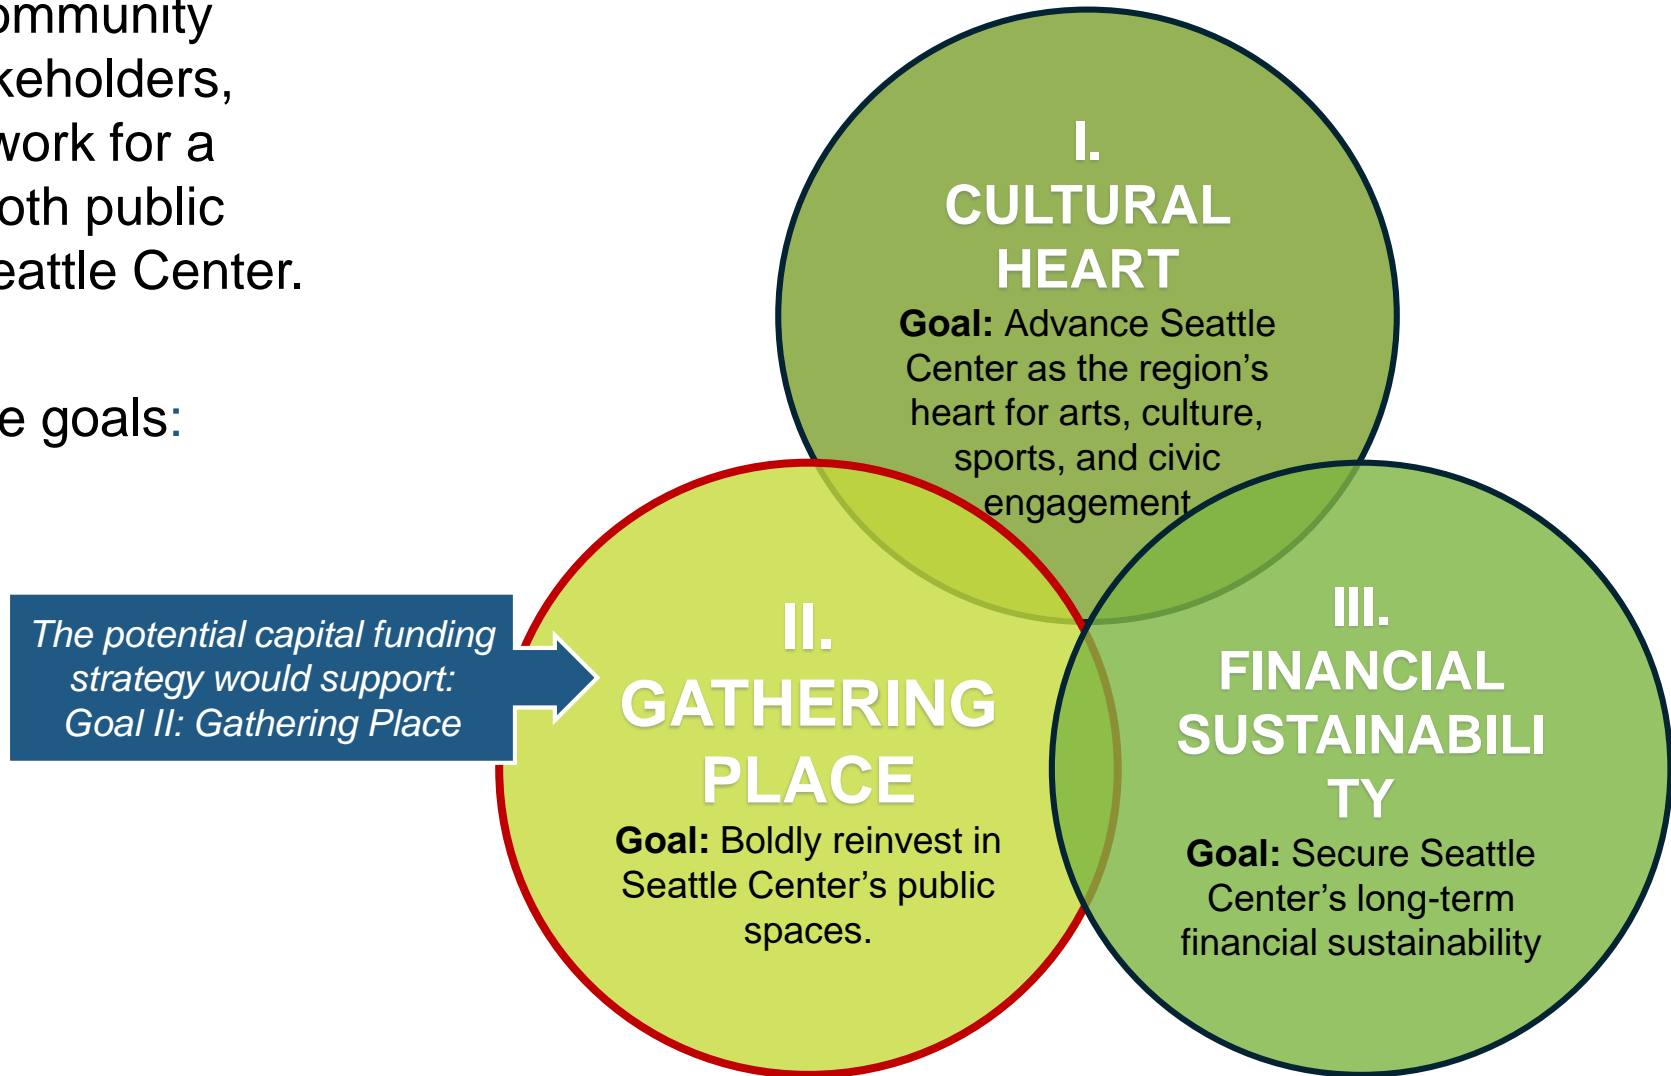 ommunity
keholders,
work for a
oth public
eattle Center.
e goals:
I.
CULTURAL
HEART
Goal: Advance Seattle
Center as the region’s
heart for arts, culture,
sports, and civic
engagement
The potential capital funding
strategy would support:
Goal II: Gathering Place
II.
GATHERING
PLACE
Goal: Boldly reinvest in
Seattle Center’s public
spaces.
III.
FINANCIAL
SUSTAINABILI
TY
Goal: Secure Seattle
Center’s long-term
financial sustainability